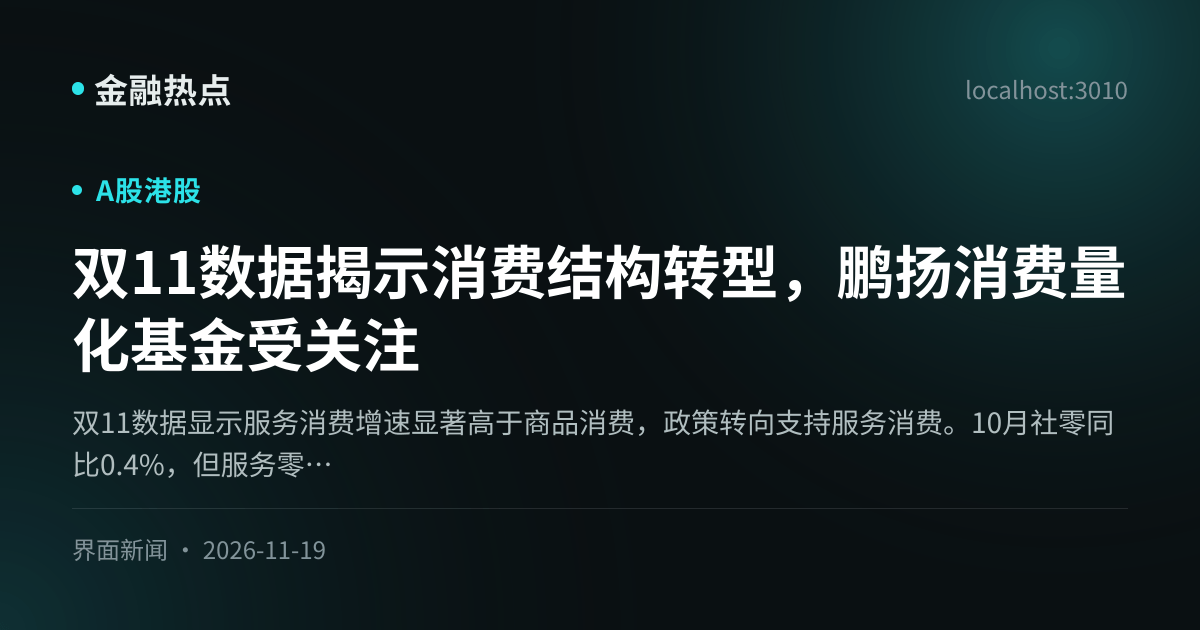 金融热点
localhost:3010
A股港股
双11数据揭示消费结构转型，鹏扬消费量
化基金受关注
双11数据显示服务消费增速显著高于商品消费，政策转向支持服务消费。10月社零同
比0.4%，但服务零…
界面新闻 • 2026-11-19